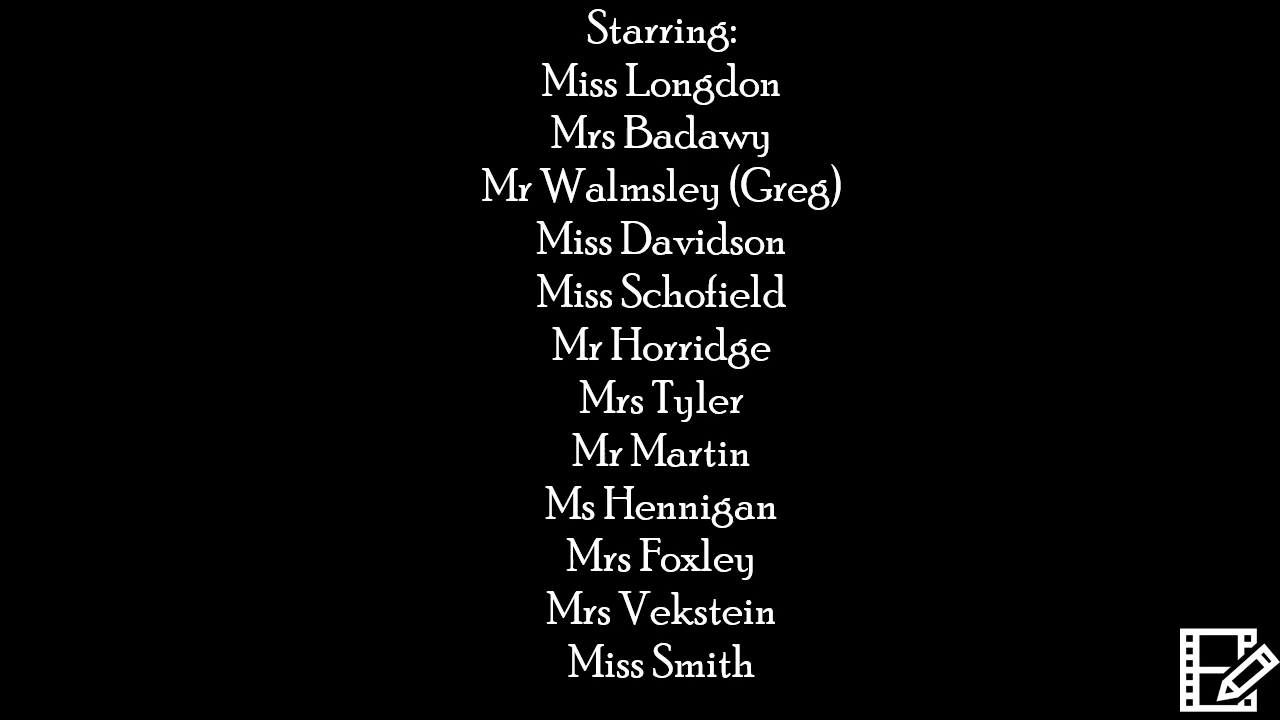 Starring:
Miss Longdon
Mrs Badawy
Mr Walmsley (Greg)
Miss Davidson
Miss Schofield
Mr Horridge
Mrs Tyler
Mr Martin
Ms Hennigan
Mrs Foxley
Mrs Vekstein
Miss Smith